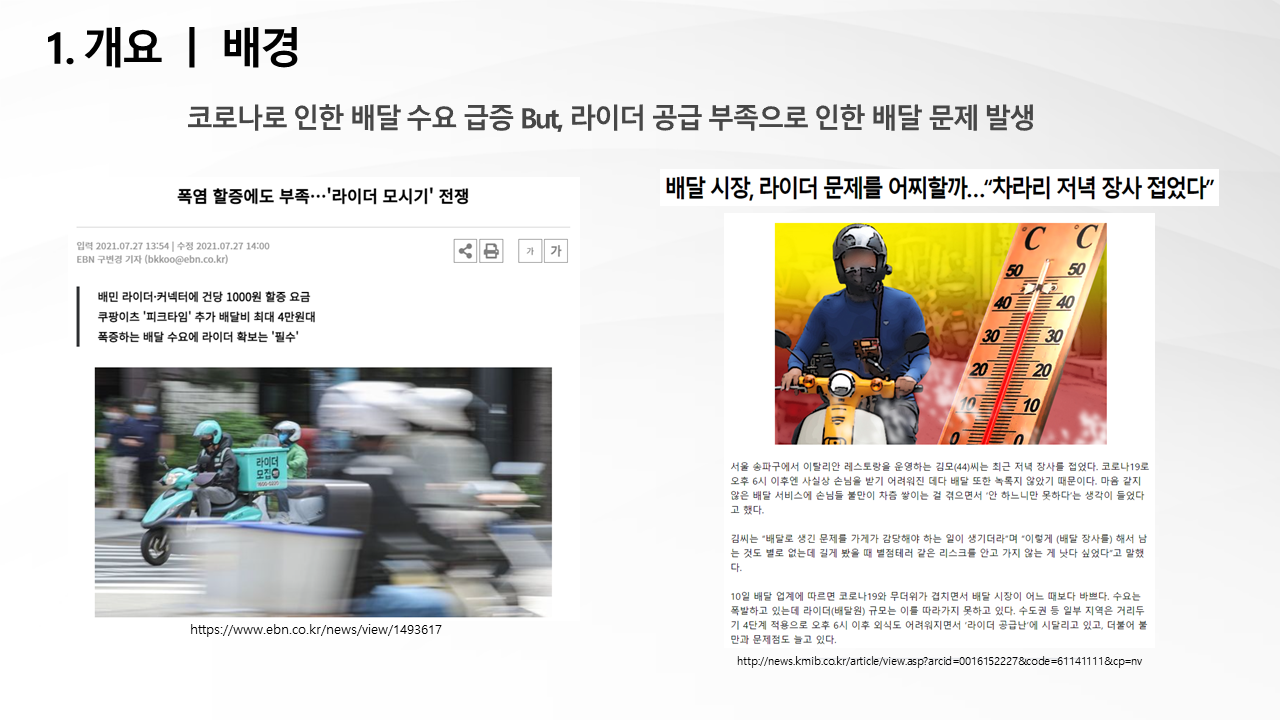 1. 개요 | 배경
코로나로 인한 배달 수요 급증 But, 라이더 공급 부족으로 인한 배달 문제 발생
폭염 할증에도 부족…'라이더 모시기' 전쟁
입력 2021.07.27 13:54 | 수정 2021.07.27 14:00
EBN 구변경 기자 (bkkoo@ebn.co.kr)
가 가
배민 라이더·커넥터에 건당 1000원 할증 요금
쿠팡이츠 '피크타임' 추가 배달비 최대 4만원대
폭증하는 배달 수요에 라이더 확보는 '필수'
라이더
모집
https://www.ebn.co.kr/news/view/1493617
배달 시장, 라이더 문제를 어찌할까…“차라리 저녁 장사 접었다”
°C °C
50 50
40 40
30 30
20 20
10 10
0 0
서울 송파구에서 이탈리안 레스토랑을 운영하는 김모(44)씨는 최근 저녁 장사를 접었다. 코로나19로
오후 6시 이후엔 사실상 손님을 받기 어려워진 데다 배달 또한 녹록지 않았기 때문이다. 마음 같지
않은 배달 서비스에 손님들 불만이 차츰 쌓이는 걸 겪으면서 ‘안 하느니만 못하다’는 생각이 들었다
고 했다.
김씨는 “배달로 생긴 문제를 가게가 감당해야 하는 일이 생기더라”며 “이렇게 (배달 장사를) 해서 남
는 것도 별로 없는데 길게 봤을 때 별점테러 같은 리스크를 안고 가지 않는 게 낫다 싶었다”고 말했
다.
10일 배달 업계에 따르면 코로나19와 무더위가 겹치면서 배달 시장이 어느 때보다 바쁘다. 수요는
폭발하고 있는데 라이더(배달원) 규모는 이를 따라가지 못하고 있다. 수도권 등 일부 지역은 거리두
기 4단계 적용으로 오후 6시 이후 외식도 어려워지면서 ‘라이더 공급난’에 시달리고 있고, 더불어 불
만과 문제점도 늘고 있다.
http://news.kmib.co.kr/article/view.asp?arcid=0016152227&code=61141111&cp=nv